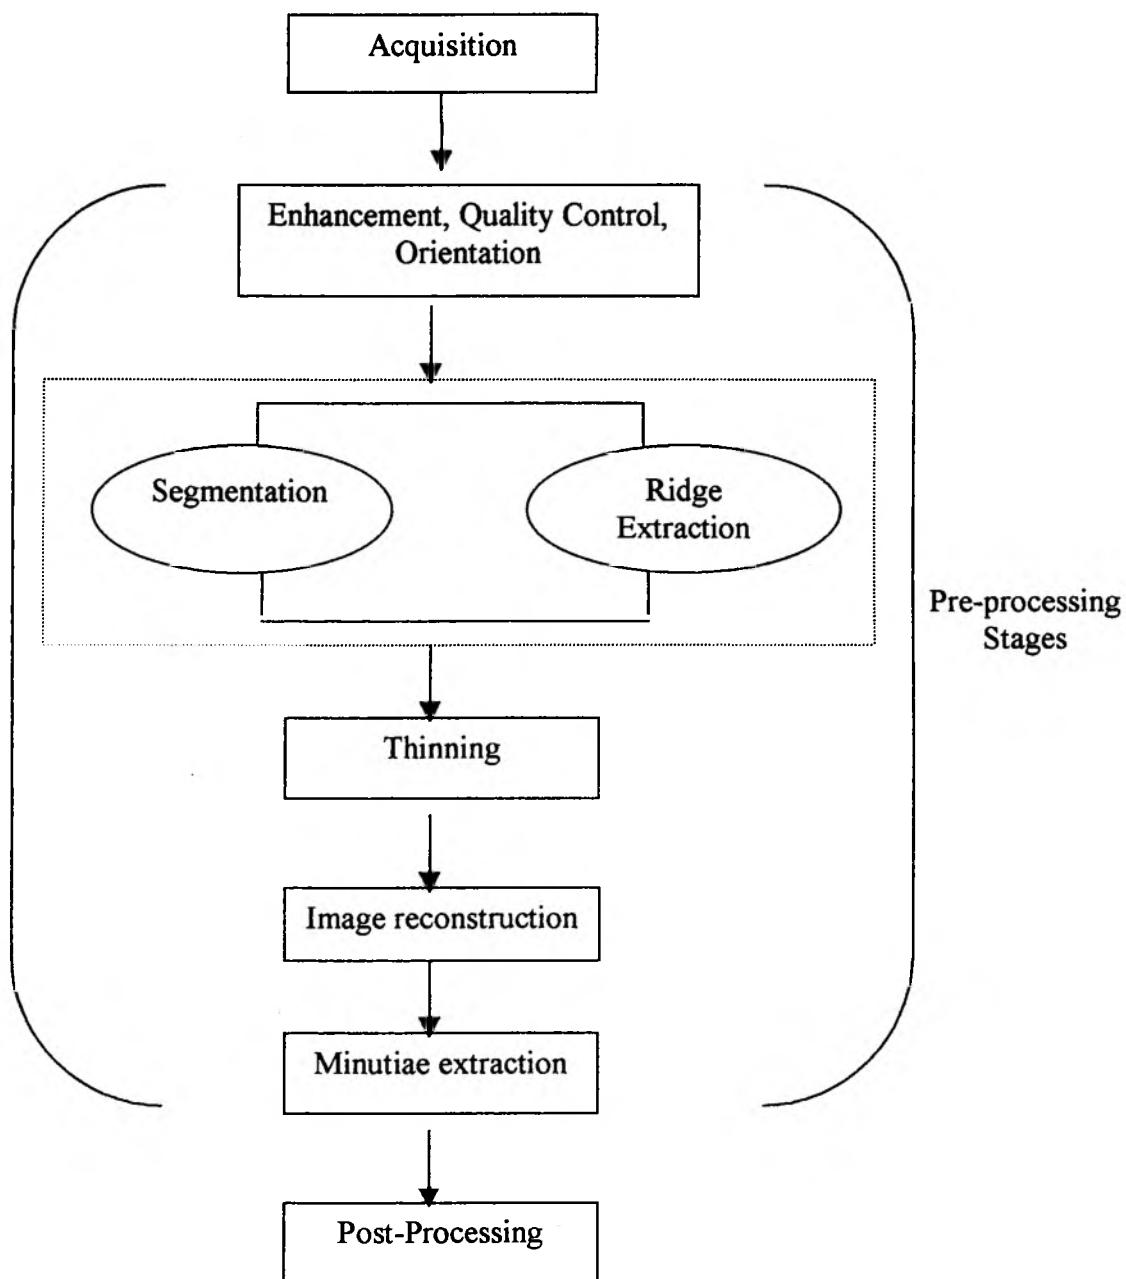 Acquisition
Enhancement, Quality Control,
Orientation
Segmentation
Ridge
Extraction
Pre-processing
Stages
Thinning
Image reconstruction
Minutiae extraction
Post-Processing